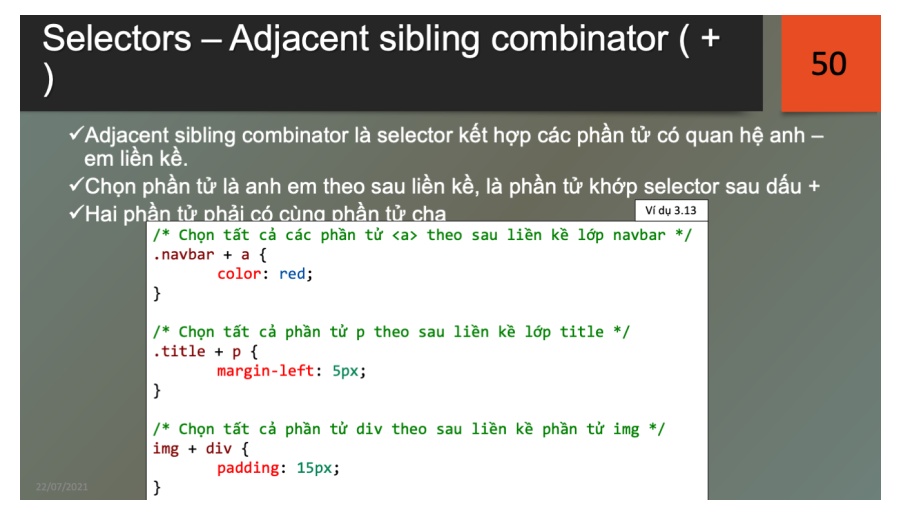 Selectors – Adjacent sibling combinator ( +
)
50
✓Adjacent sibling combinator là selector kết hợp các phần tử có quan hệ anh –
em liền kề.
✓Chọn phần tử là anh em theo sau liền kề, là phần tử khớp selector sau dấu +
✓Hai phần tử phải có cùng phần tử cha
Ví dụ 3.13
/* Chọn tất cả các phần tử <a> theo sau liền kề lớp navbar */
.navbar + a {
color: red;
}
/* Chọn tất cả phần tử p theo sau liền kề lớp title */
.title + p {
margin-left: 5px;
}
/* Chọn tất cả phần tử div theo sau liền kề phần tử img */
img + div {
padding: 15px;
}
22/07/2021